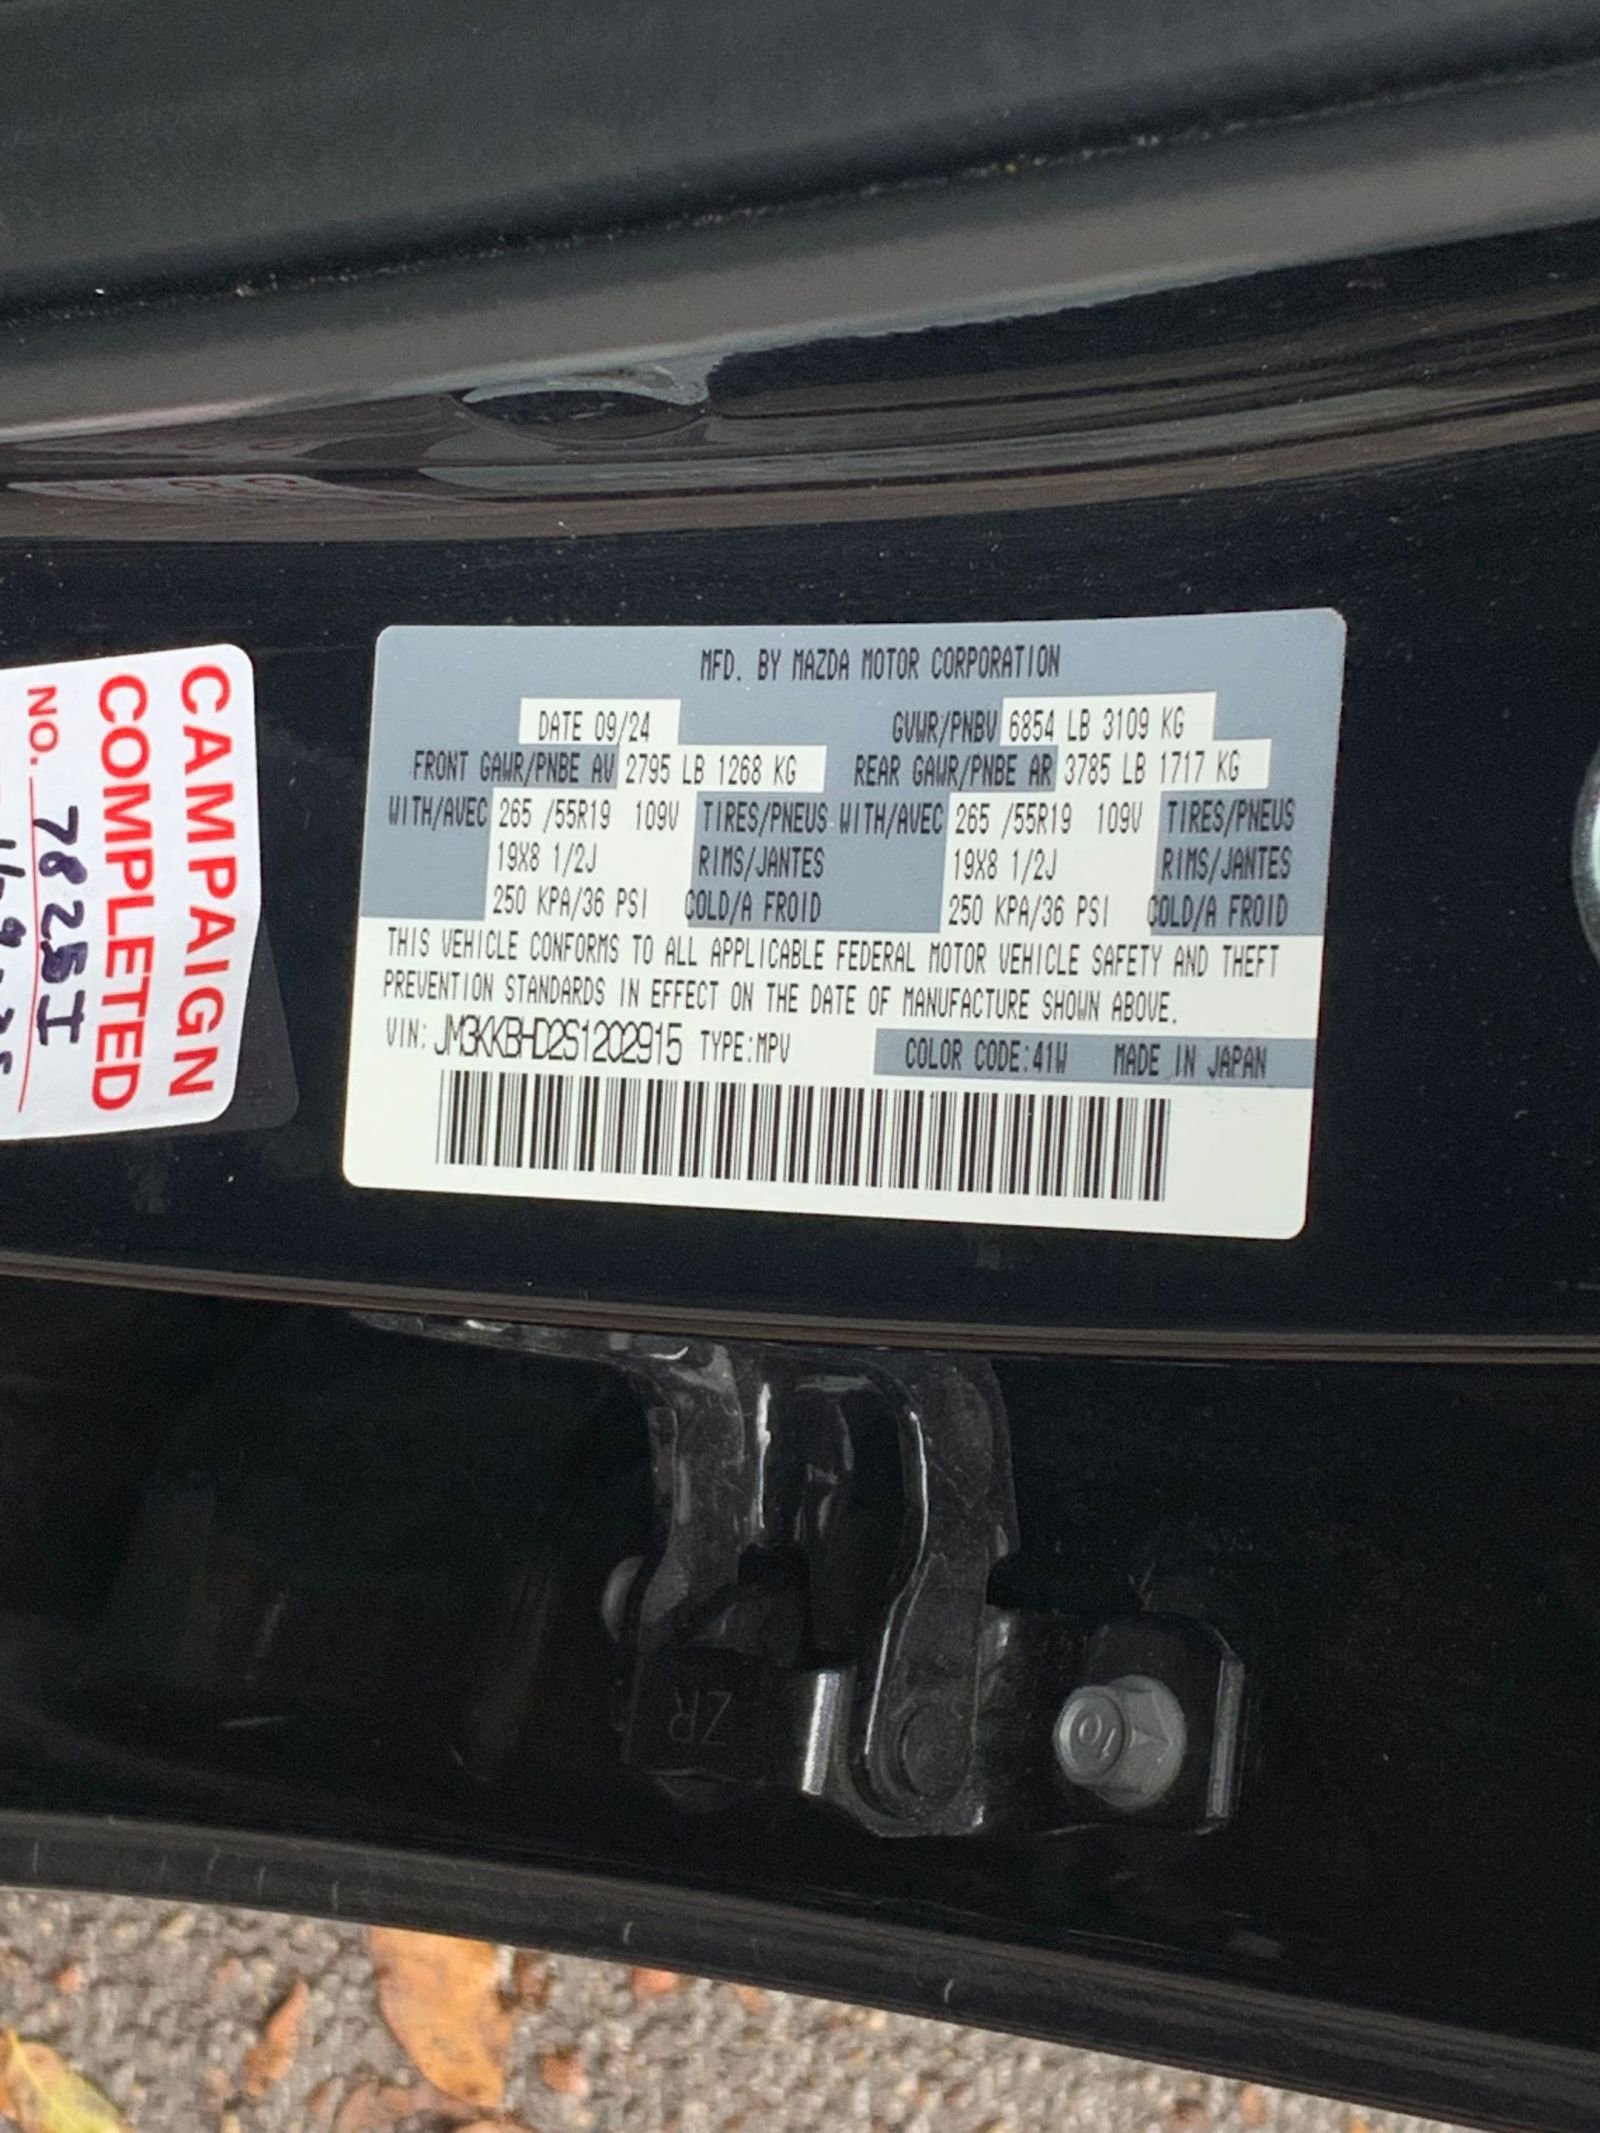 MFD. BY MAZDA MOTOR CORPORATION
DATE 09/24 GVWR/PNBV 6854 LB 3109 KG
FRONT GAWR/PNBE AV 2795 LB 1268 KG REAR GAWR/PNBE AR 3785 LB 1717 KG
WITH/AVEC 265 /55R19 109V TIRES/PNEUS WITH/AVEC 265 /55R19 109V TIRES/PNEUS
19X8 1/2J RIMS/JANTES 19X8 1/2J RIMS/JANTES
250 KPA/36 PSI COLD/A FROID 250 KPA/36 PSI COLD/A FROID
THIS VEHICLE CONFORMS TO ALL APPLICABLE FEDERAL MOTOR VEHICLE SAFETY AND THEFT
PREVENTION STANDARDS IN EFFECT ON THE DATE OF MANUFACTURE SHOWN ABOVE.
VIN: JM3KKBHD2S1202915 TYPE:MPV COLOR CODE:41W MADE IN JAPAN
CAMPAIGN
COMPLETED
NO. 7825I
ZR
10